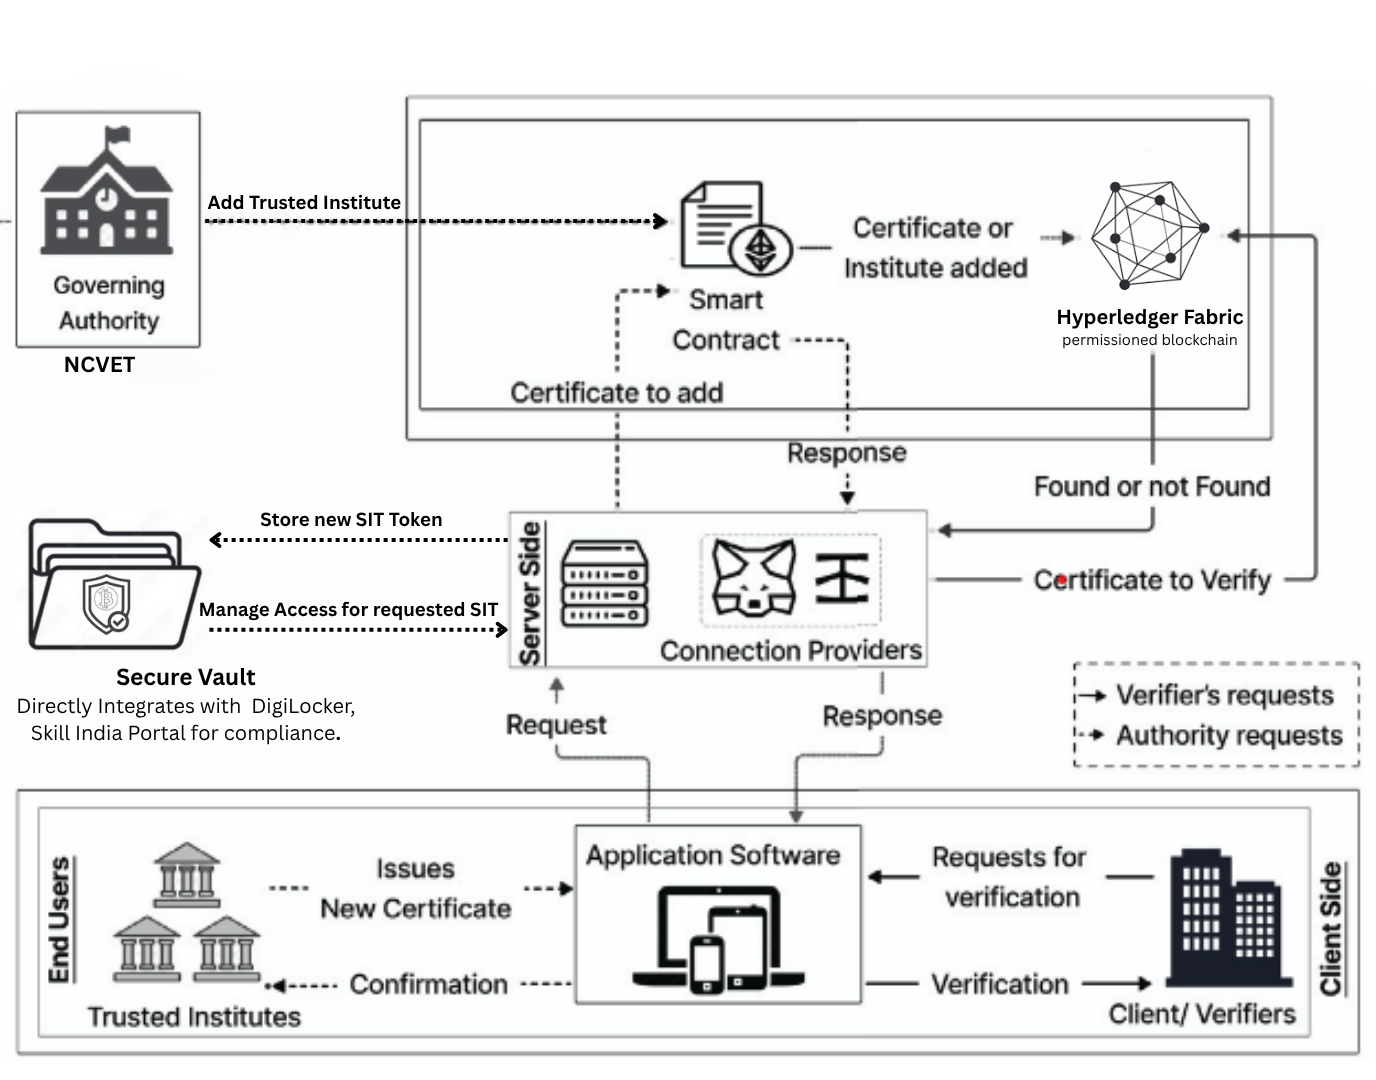 Add Trusted Institute
Governing
Authority
NCVET
Certificate or
Institute added
Smart
Contract
Hyperledger Fabric
permissioned blockchain
Certificate to add
Response
Found or not Found
Certificate to Verify
Store new SIT Token
Manage Access for requested SIT
Secure Vault
Directly Integrates with DigiLocker,
Skill India Portal for compliance.
Server Side
Connection Providers
Request
Response
Verifier's requests
Authority requests
End Users
Issues
New Certificate
Confirmation
Trusted Institutes
Application Software
Requests for
verification
Verification
Client/ Verifiers
Client Side